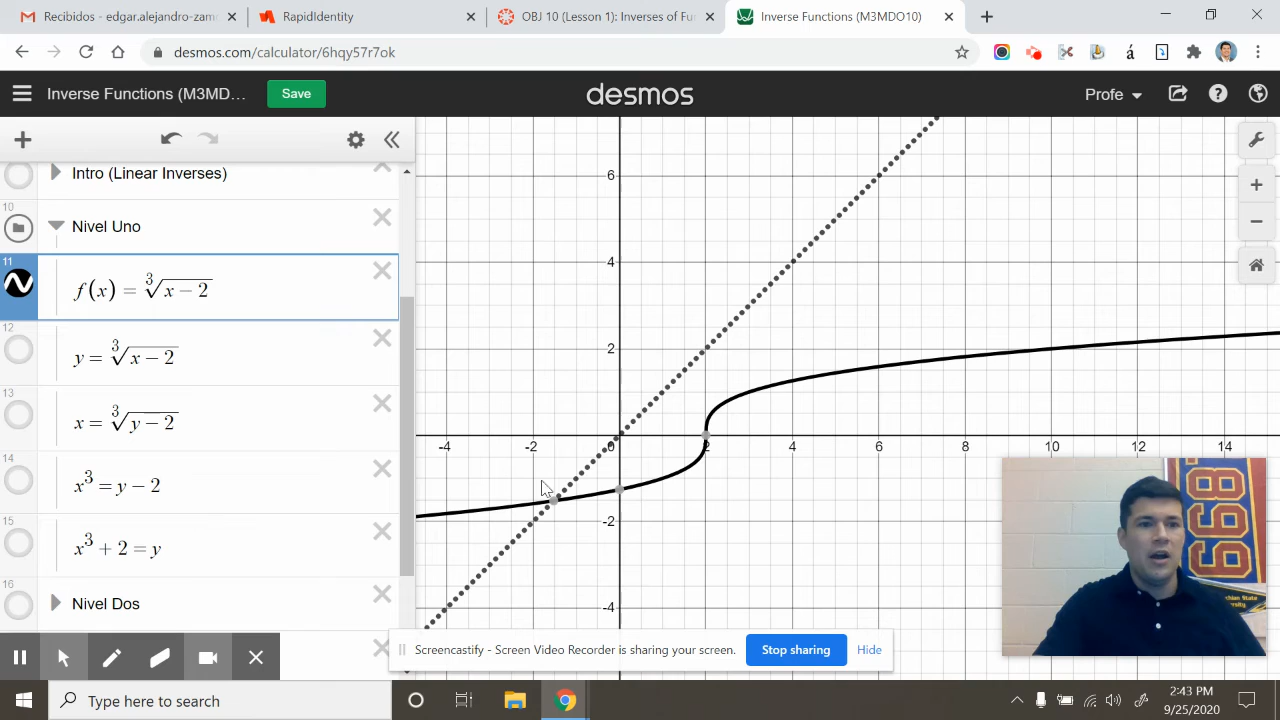 ecibidos – edgar.alejandro-zam
RapidIdentity
OBJ 10 (Lesson 1): Inverses of Fu
Inverse Functions (M3MDO10)
desmos.com/calculator/6hqy57r7ok
á
Inverse Functions (M3MD...
Save
desmos
Profe
Intro (Linear Inverses)
10
Nivel Uno
11
f(x) = ∛(x − 2)
12
y = ∛(x − 2)
13
x = ∛(y − 2)
14
x³ = y − 2
15
x³ + 2 = y
16
Nivel Dos
6
4
2
-4
-2
0
2
4
6
8
10
12
14
-2
-4
8998
Screencastify - Screen Video Recorder is sharing your screen.
Stop sharing
Hide
Type here to search
2:43 PM
9/25/2020